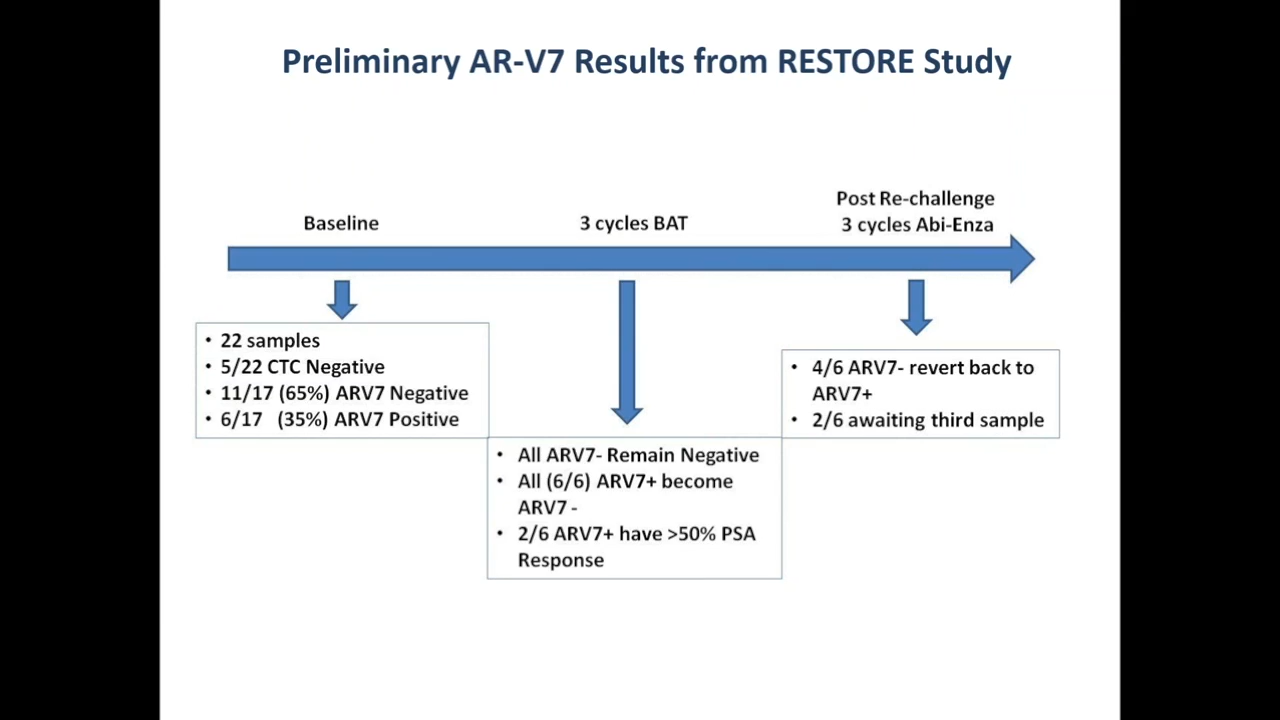 Preliminary AR-V7 Results from RESTORE Study
Baseline
3 cycles BAT
Post Re-challenge
3 cycles Abi-Enza
• 22 samples
• 5/22 CTC Negative
• 11/17 (65%) ARV7 Negative
• 6/17 (35%) ARV7 Positive
• All ARV7- Remain Negative
• All (6/6) ARV7+ become
ARV7 -
• 2/6 ARV7+ have >50% PSA
Response
• 4/6 ARV7- revert back to
ARV7+
• 2/6 awaiting third sample